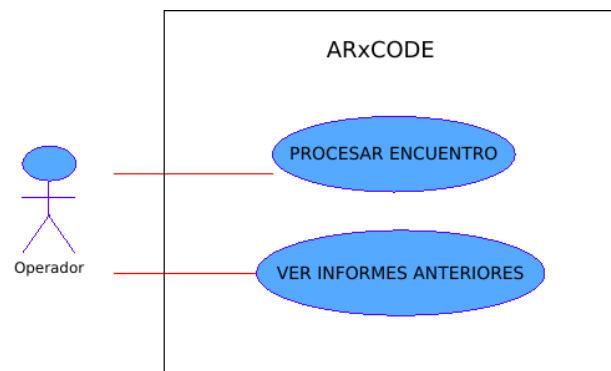 ARxCODE
PROCESAR ENCUENTRO
Operador
VER INFORMES ANTERIORES